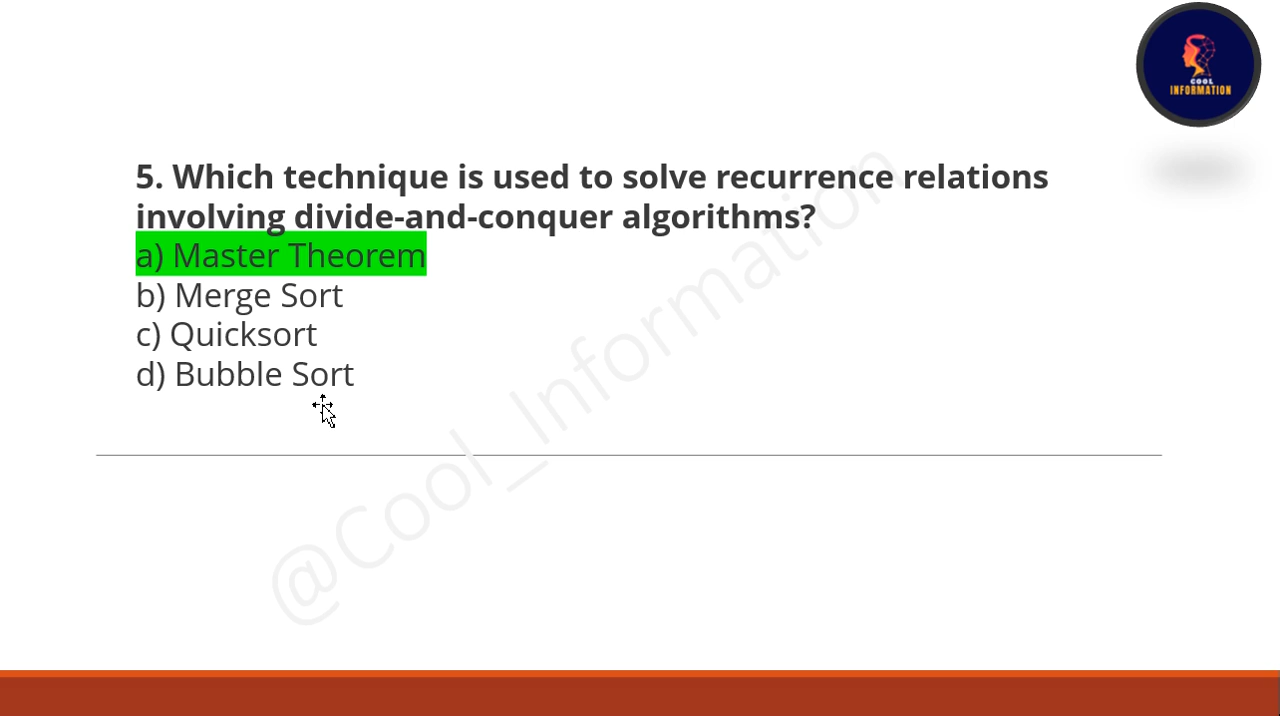 COOL
INFORMATION
5. Which technique is used to solve recurrence relations
involving divide-and-conquer algorithms?
a) Master Theorem
b) Merge Sort
c) Quicksort
d) Bubble Sort
@Cool_Information